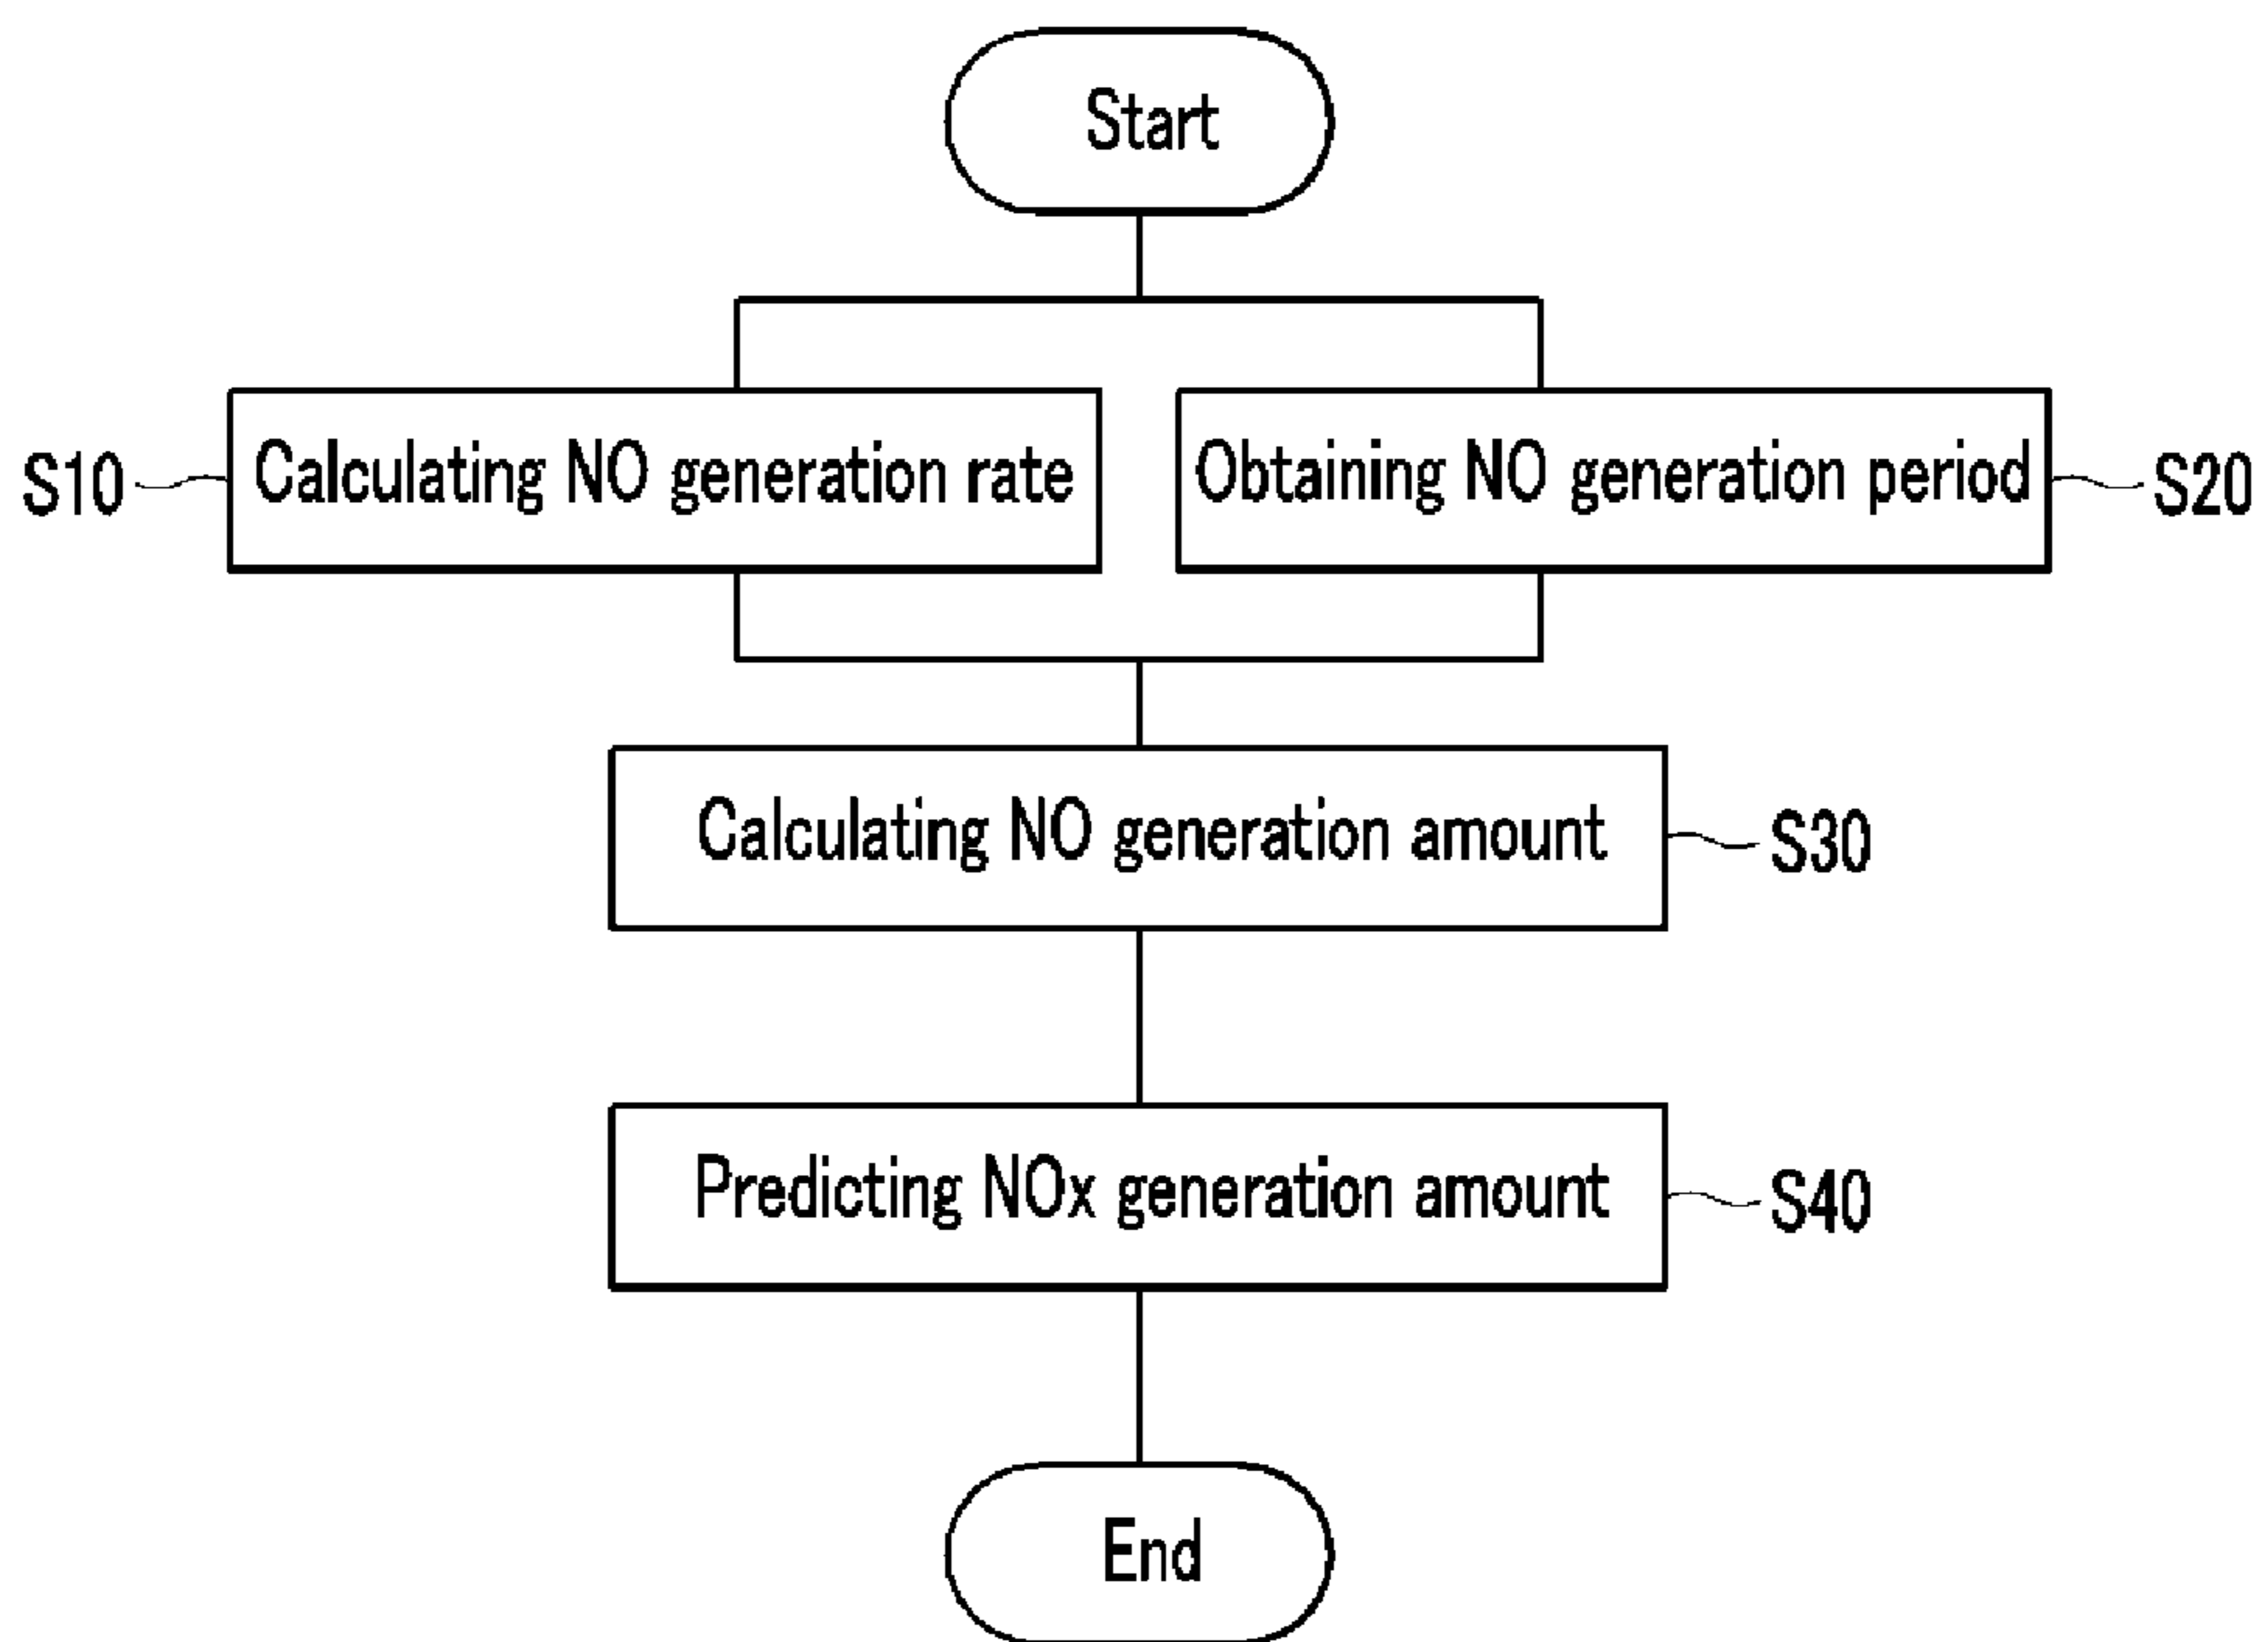 Start
S10
Calculating NO generation rate
Obtaining NO generation period
S20
Calculating NO generation amount
S30
Predicting NOx generation amount
S40
End